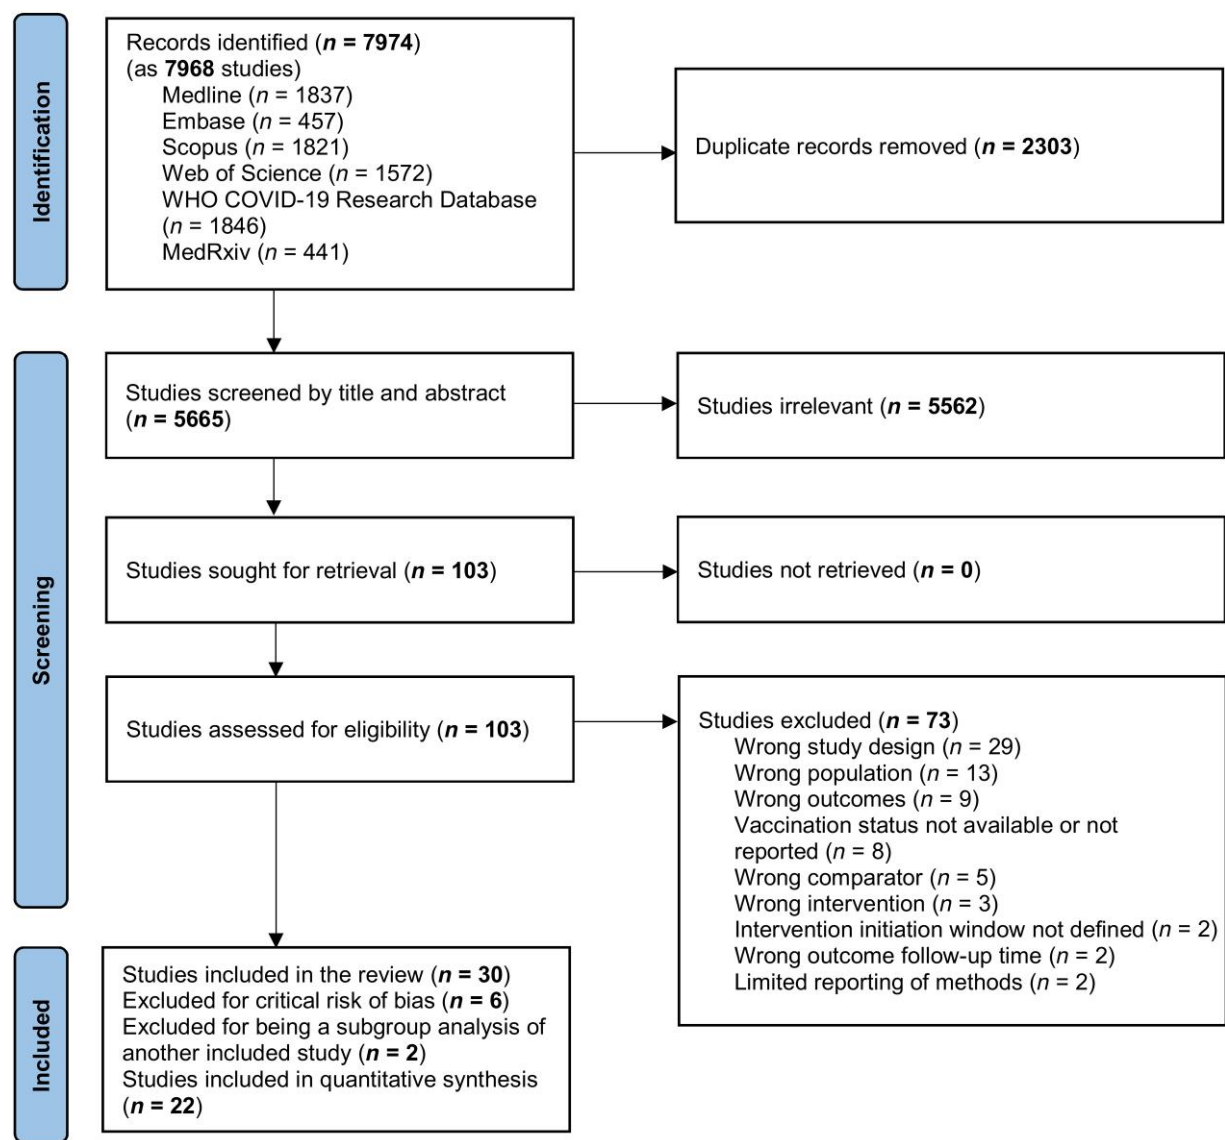 Identification
Records identified (n = 7974)
(as 7968 studies)
Medline (n = 1837)
Embase (n = 457)
Scopus (n = 1821)
Web of Science (n = 1572)
WHO COVID-19 Research Database
(n = 1846)
MedRxiv (n = 441)
Duplicate records removed (n = 2303)
Screening
Studies screened by title and abstract
(n = 5665)
Studies irrelevant (n = 5562)
Studies sought for retrieval (n = 103)
Studies not retrieved (n = 0)
Studies assessed for eligibility (n = 103)
Studies excluded (n = 73)
Wrong study design (n = 29)
Wrong population (n = 13)
Wrong outcomes (n = 9)
Vaccination status not available or not
reported (n = 8)
Wrong comparator (n = 5)
Wrong intervention (n = 3)
Intervention initiation window not defined (n = 2)
Wrong outcome follow-up time (n = 2)
Limited reporting of methods (n = 2)
Included
Studies included in the review (n = 30)
Excluded for critical risk of bias (n = 6)
Excluded for being a subgroup analysis of
another included study (n = 2)
Studies included in quantitative synthesis
(n = 22)